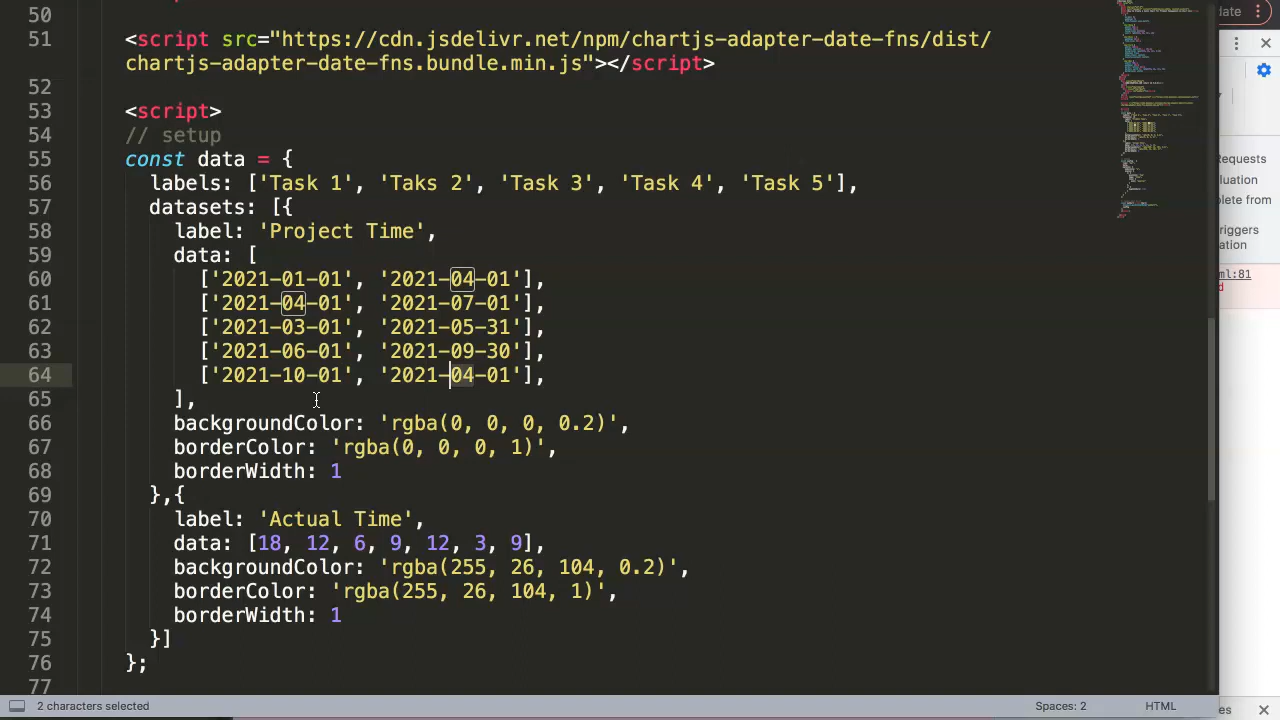 50
51 <script src="https://cdn.jsdelivr.net/npm/chartjs-adapter-date-fns/dist/
chartjs-adapter-date-fns.bundle.min.js"></script>
52
53 <script>
54 // setup
55 const data = {
56 labels: ['Task 1', 'Taks 2', 'Task 3', 'Task 4', 'Task 5'],
57 datasets: [{
58 label: 'Project Time',
59 data: [
60 ['2021-01-01', '2021-04-01'],
61 ['2021-04-01', '2021-07-01'],
62 ['2021-03-01', '2021-05-31'],
63 ['2021-06-01', '2021-09-30'],
64 ['2021-10-01', '2021-04-01'],
65 ],
66 backgroundColor: 'rgba(0, 0, 0, 0.2)',
67 borderColor: 'rgba(0, 0, 0, 1)',
68 borderWidth: 1
69 },{
70 label: 'Actual Time',
71 data: [18, 12, 6, 9, 12, 3, 9],
72 backgroundColor: 'rgba(255, 26, 104, 0.2)',
73 borderColor: 'rgba(255, 26, 104, 1)',
74 borderWidth: 1
75 }]
76 };
77
2 characters selected
Spaces: 2
HTML
date
Requests
luation
plete from
riggers
ation
ml:81
d
es